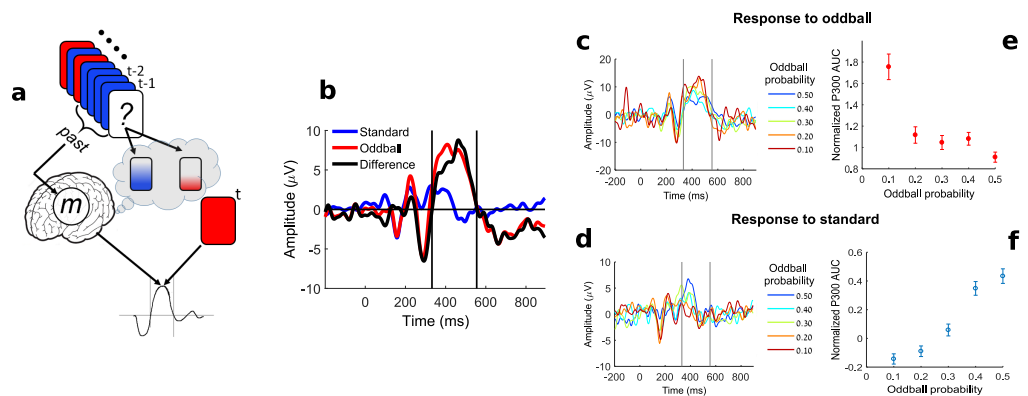 a
t-2
t-1
?
past
m
t
b
Standard
Oddball
Difference
Amplitude (μV)
10
5
0
-5
-10
0
200
400
600
800
Time (ms)
Response to oddball
c
Amplitude (μV)
20
10
0
-10
-20
-200
0
200
400
600
800
Time (ms)
Oddball
probability
0.50
0.40
0.30
0.20
0.10
e
Normalized P300 AUC
1.8
1.6
1.4
1.2
1
0.8
0.1
0.2
0.3
0.4
0.5
Oddball probability
Response to standard
d
Amplitude (μV)
10
5
0
-5
-10
-200
0
200
400
600
800
Time (ms)
Oddball
probability
0.50
0.40
0.30
0.20
0.10
f
Normalized P300 AUC
0.6
0.4
0.2
0
-0.2
0.1
0.2
0.3
0.4
0.5
Oddball probability